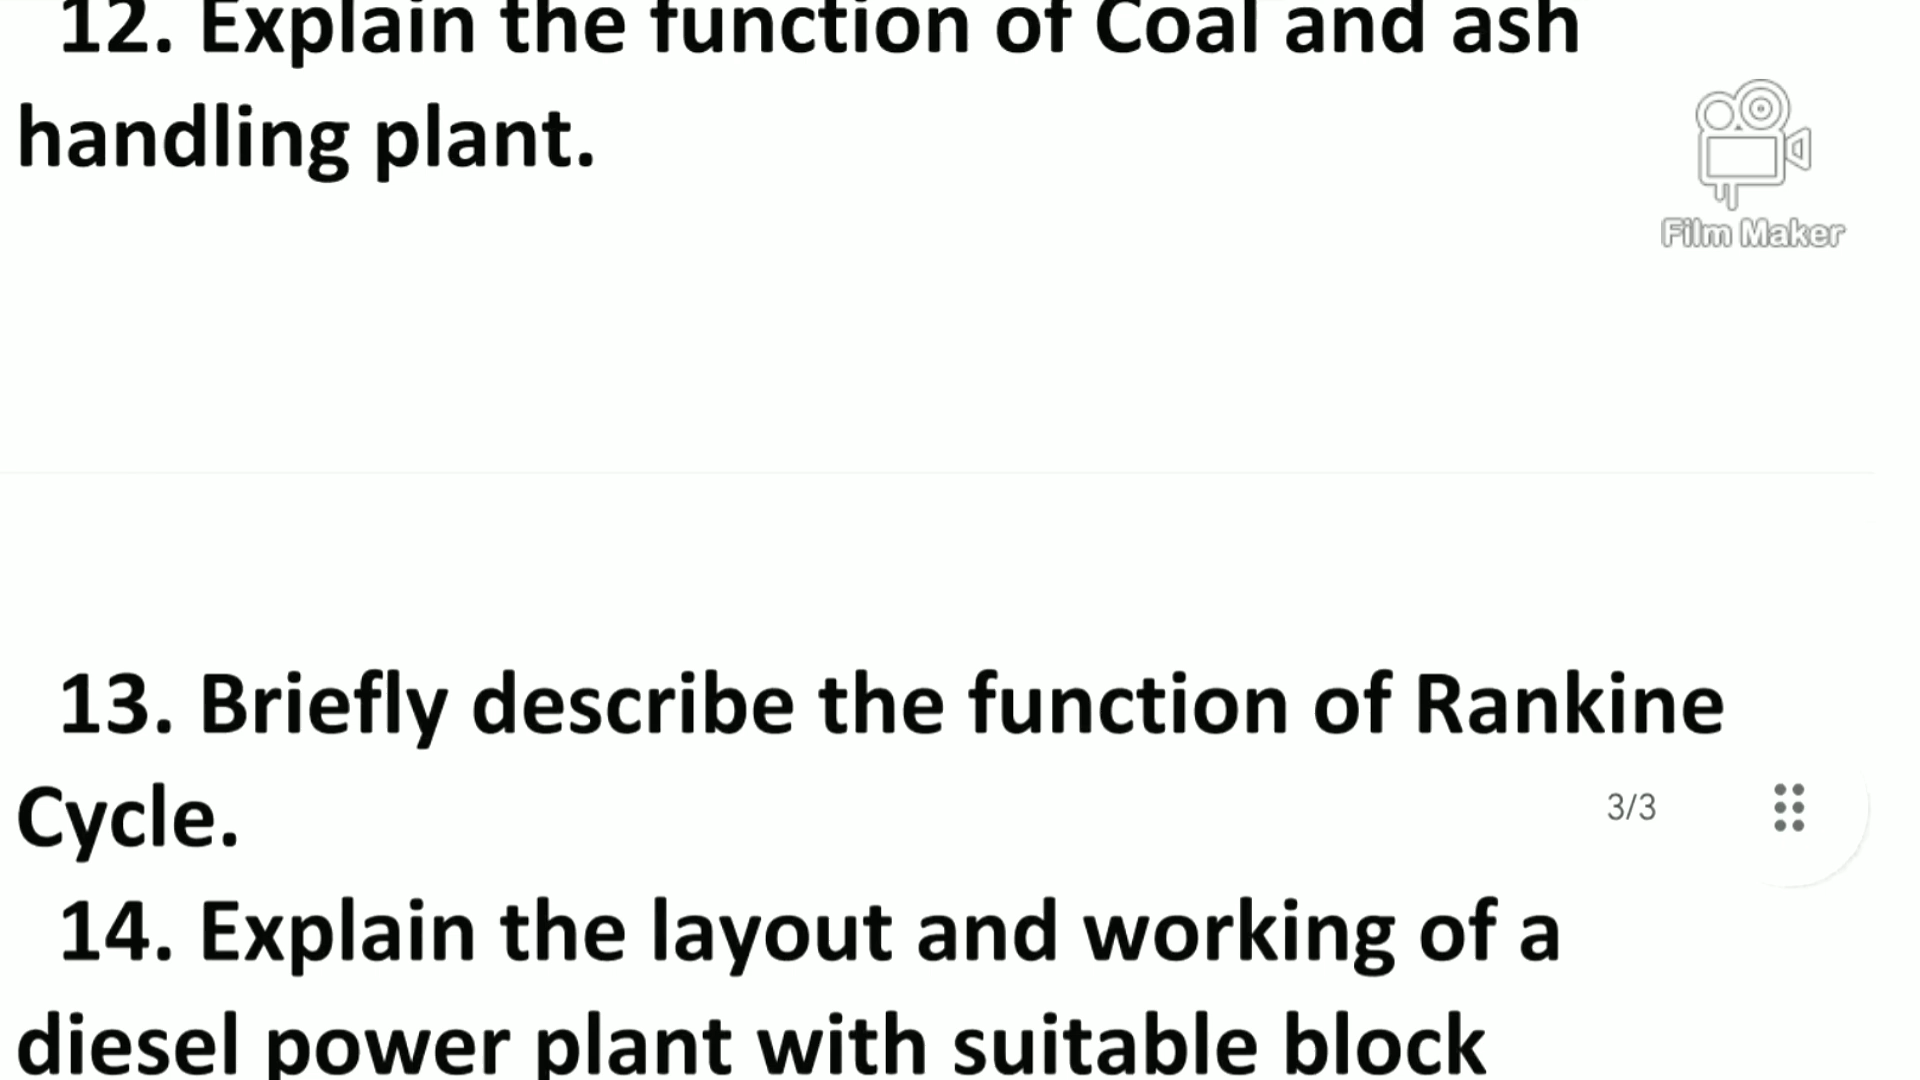 12. Explain the function of Coal and ash
handling plant.
Film Maker
13. Briefly describe the function of Rankine
Cycle.
3/3
14. Explain the layout and working of a
diesel power plant with suitable block